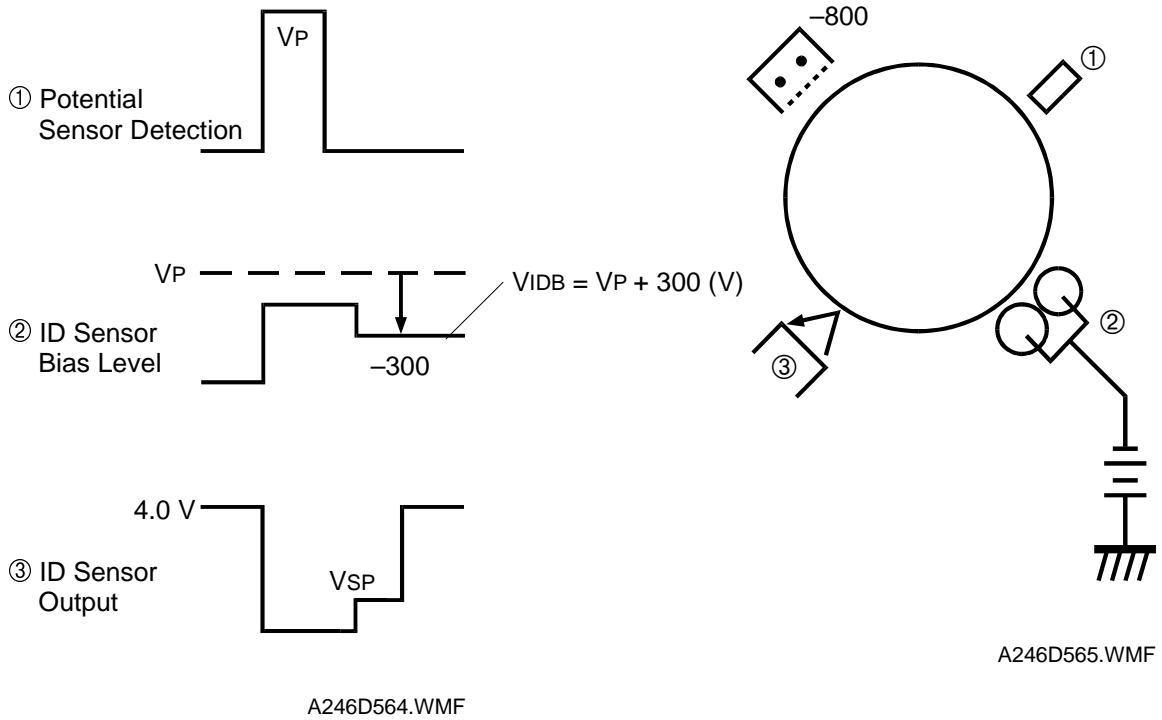 VP
① Potential
Sensor Detection
VP
VIDB = VP + 300 (V)
② ID Sensor
Bias Level
–300
4.0 V
③ ID Sensor
Output
VSP
A246D564.WMF
–800
①
②
③
A246D565.WMF